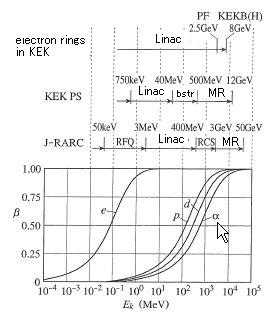 PF KEKB(H)
electron rings
in KEK
2.5GeV 8GeV
Linac
750keV 40MeV 500MeV 12GeV
KEK PS
Linac bstr MR
50keV 3MeV 400MeV 3GeV 50GeV
J-RARC RFQ Linac RCS MR
1.00
0.75
β 0.50
0.25
0
e p d α
10⁻⁴ 10⁻³ 10⁻² 10⁻¹ 10⁰ 10¹ 10² 10³ 10⁴ 10⁵
Eₖ (MeV)